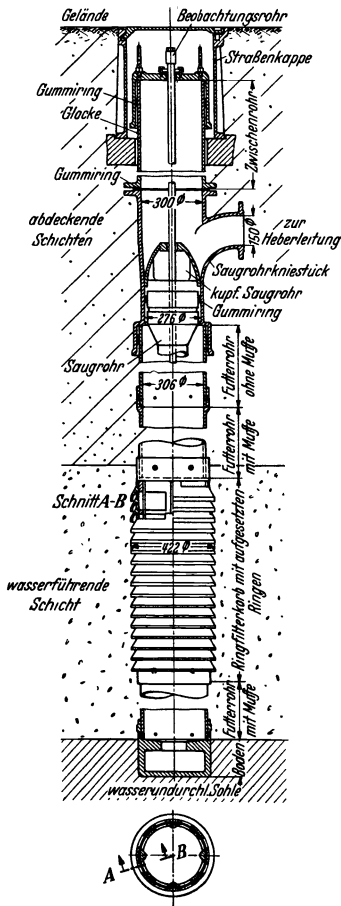 Gelände
Beobachtungsrohr
Straßenkappe
Gummiring
Glocke
Zwischenrohr
Gummiring
300 ϕ
abdeckende
Schichten
150 ϕ
zur
Heberleitung
Saugrohrkniestück
kupf. Saugrohr
Gummiring
276 ϕ
Saugrohr
306 ϕ
Futterrohr
ohne Muffe
Futterrohr
mit Muffe
Schnitt A-B
422 ϕ
wasserführende
Schicht
Ringfilterkorb mit aufgesetzten
Ringen
Futterrohr
mit Muffe
Boden
wasserundurchl. Sohle
A
B